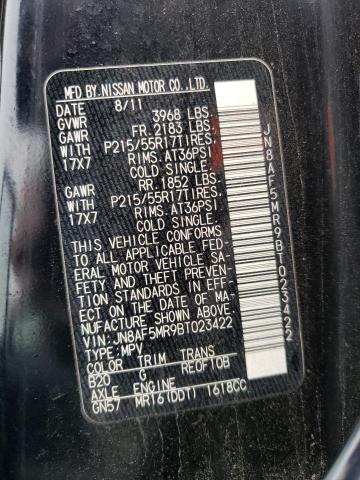 MFD BY.NISSAN MOTOR CO.,LTD.
DATE 8/11
GVWR 3968 LBS.
GAWR FR. 2183 LBS.
WITH P215/55R17TIRES.
17X7 RIMS. AT36PSI
COLD SINGLE.
GAWR RR. 1852 LBS.
WITH P215/55R17TIRES.
17X7 RIMS. AT36PSI
COLD SINGLE.
THIS VEHICLE CONFORMS
TO ALL APPLICABLE FED-
ERAL MOTOR VEHICLE SA-
FETY AND THEFT PREVEN-
TION STANDARDS IN EFF-
ECT ON THE DATE OF MA-
NUFACTURE SHOWN ABOVE.
VIN:JN8AF5MR9BT023422
TYPE:MPV
COLOR TRIM TRANS
B20 G RE0F10B
AXLE ENGINE
GN57 MR16(DDT) 1618CC
JN8AF5MR9BT023422